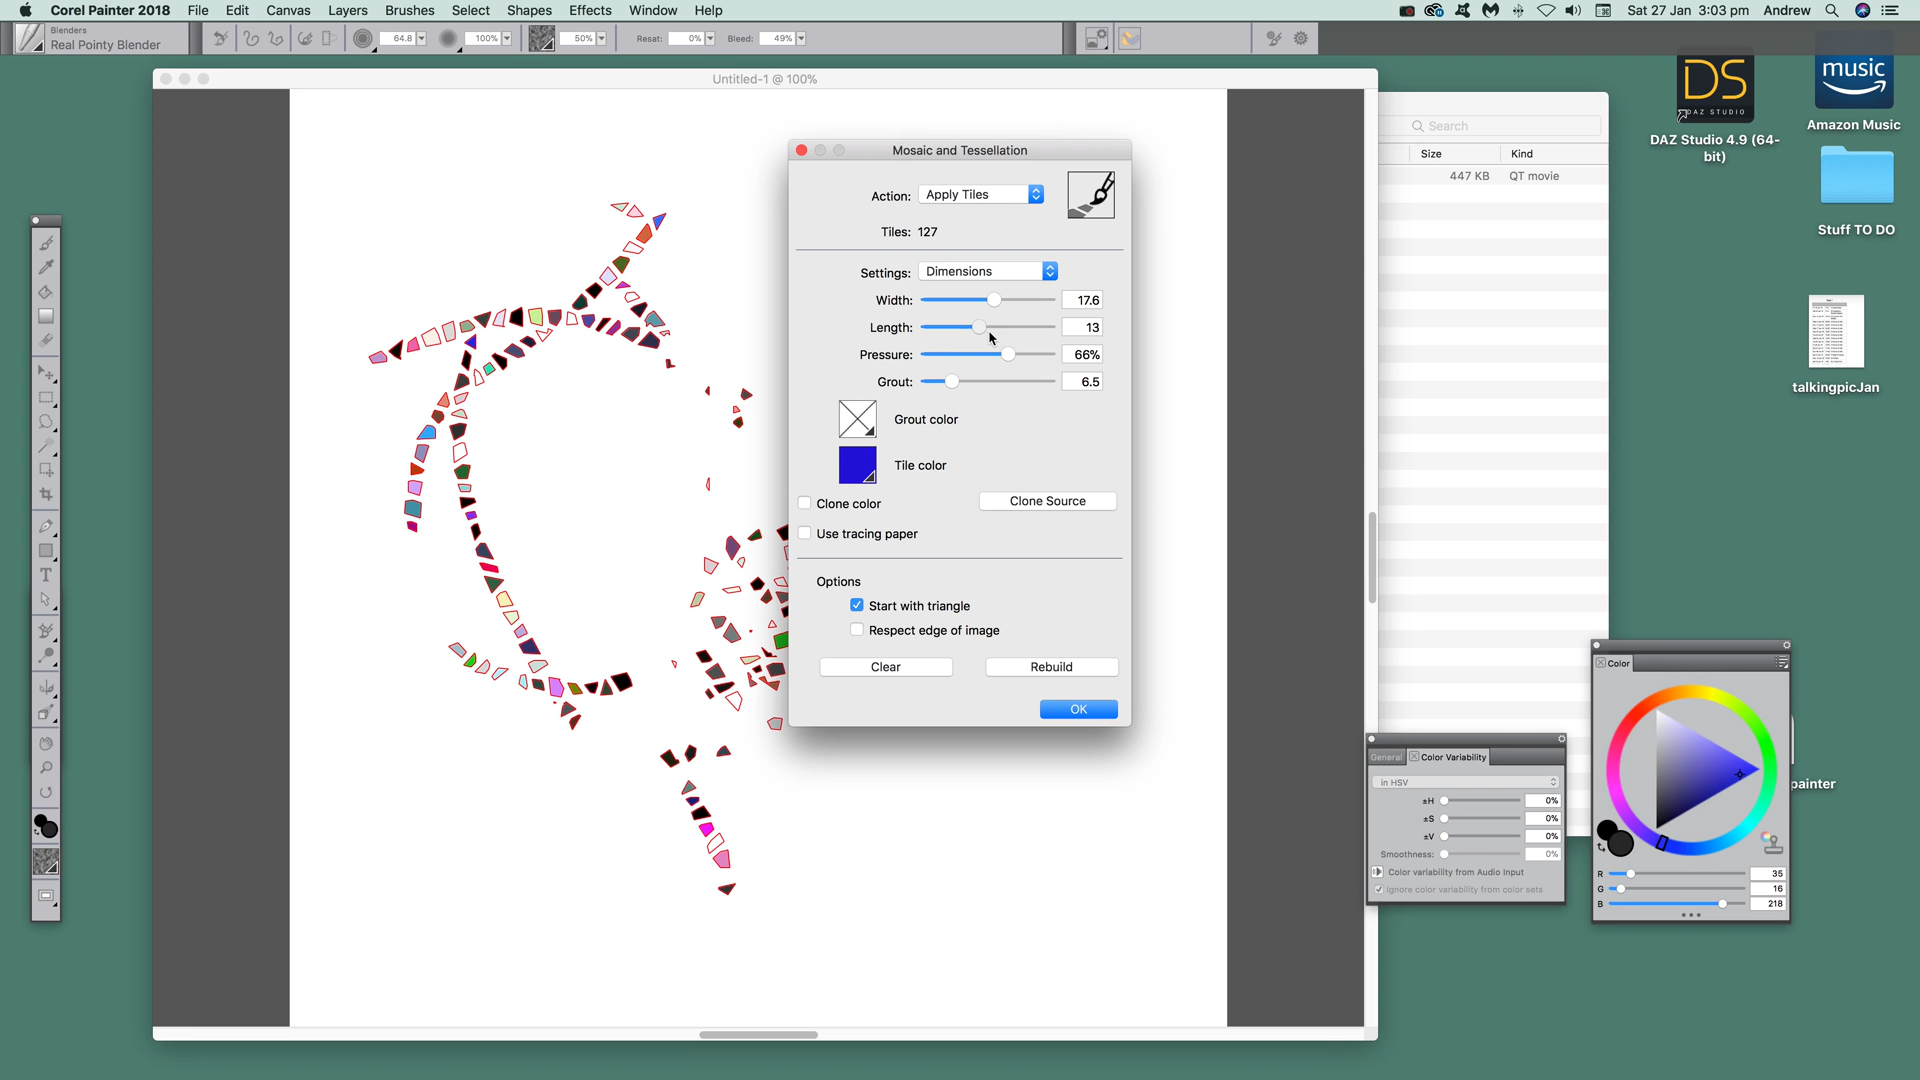 Corel Painter 2018 File Edit Canvas Layers Brushes Select Shapes Effects Window Help
Sat 27 Jan 3:03 pm Andrew
Blenders
Real Pointy Blender
64.8 100% 50% Resat: 0% Bleed: 49%
Untitled-1 @ 100%
Search
Size Kind
447 KB QT movie
DS
DAZ STUDIO
DAZ Studio 4.9 (64-
bit)
music
Amazon Music
Stuff TO DO
talkingpicJan
painter
Mosaic and Tessellation
Action: Apply Tiles
Tiles: 127
Settings: Dimensions
Width: 17.6
Length: 13
Pressure: 66%
Grout: 6.5
Grout color
Tile color
Clone color Clone Source
Use tracing paper
Options
Start with triangle
Respect edge of image
Clear Rebuild
OK
General Color Variability
in HSV
±H 0%
±S 0%
±V 0%
Smoothness: 0%
Color variability from Audio Input
Ignore color variability from color sets
Color
R 35
G 16
B 218
T